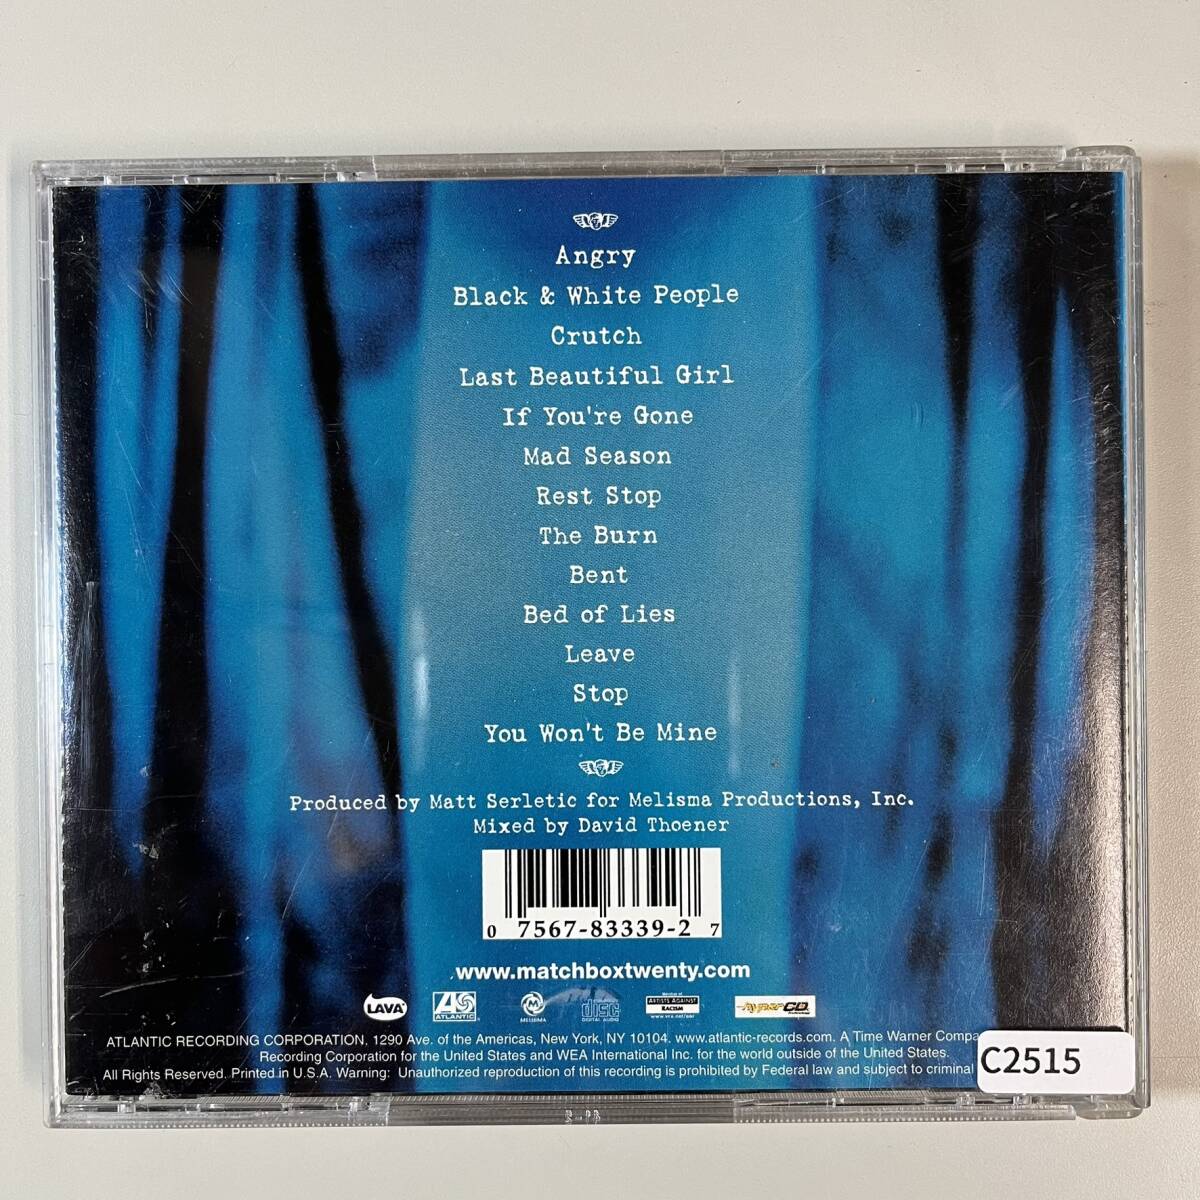 Angry
Black & White People
Crutch
Last Beautiful Girl
If You're Gone
Mad Season
Rest Stop
The Burn
Bent
Bed of Lies
Leave
Stop
You Won't Be Mine
Produced by Matt Serletic for Melisma Productions, Inc.
Mixed by David Thoener
0 7567-83339-2 7
www.matchboxtwenty.com
LAVA ATLANTIC MELISMA disc DIGITAL AUDIO ARTISTS AGAINST RACISM hyperCD
ATLANTIC RECORDING CORPORATION, 1290 Ave. of the Americas, New York, NY 10104. www.atlantic-records.com. A Time Warner Compa
Recording Corporation for the United States and WEA International Inc. for the world outside of the United States.
All Rights Reserved. Printed in U.S.A. Warning: Unauthorized reproduction of this recording is prohibited by Federal law and subject to criminal
C2515